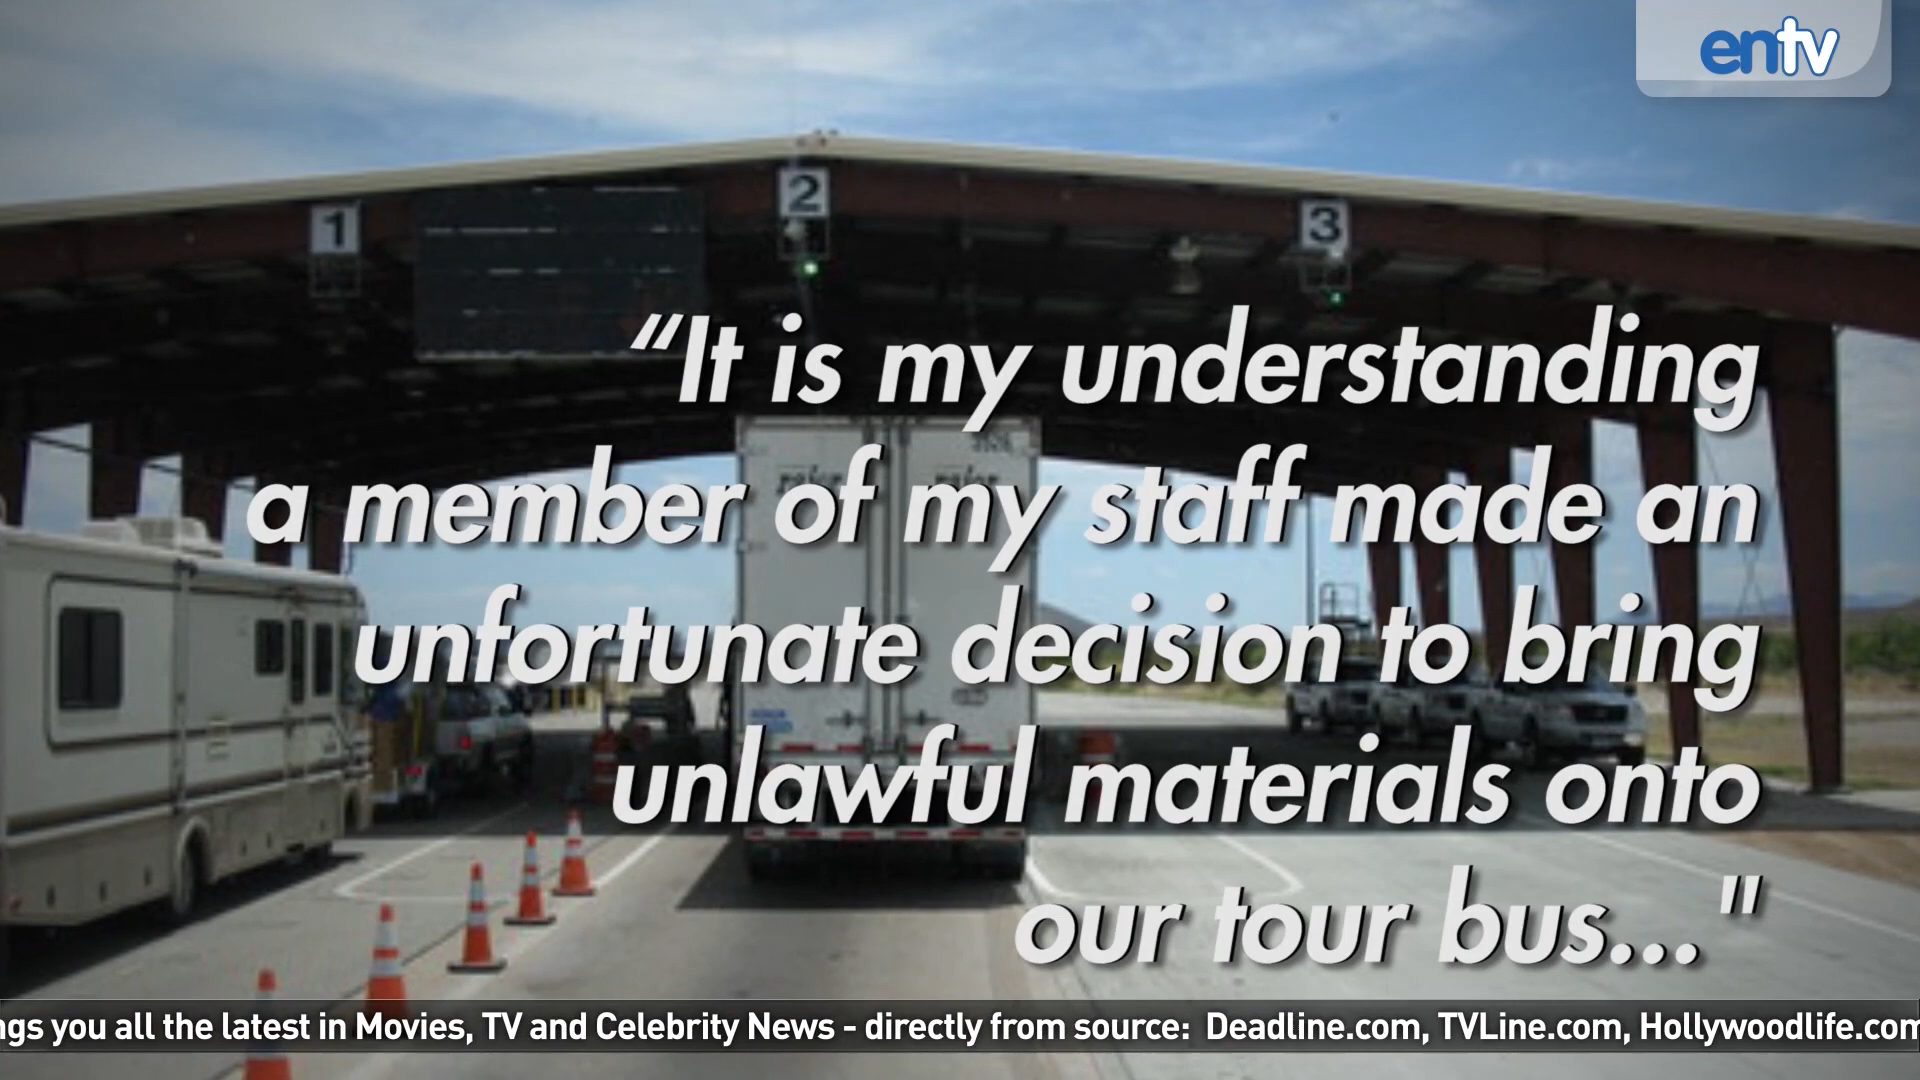 entv
1
2
3
“It is my understanding
a member of my staff made an
unfortunate decision to bring
unlawful materials onto
our tour bus..."
ngs you all the latest in Movies, TV and Celebrity News - directly from source: Deadline.com, TVLine.com, Hollywoodlife.com